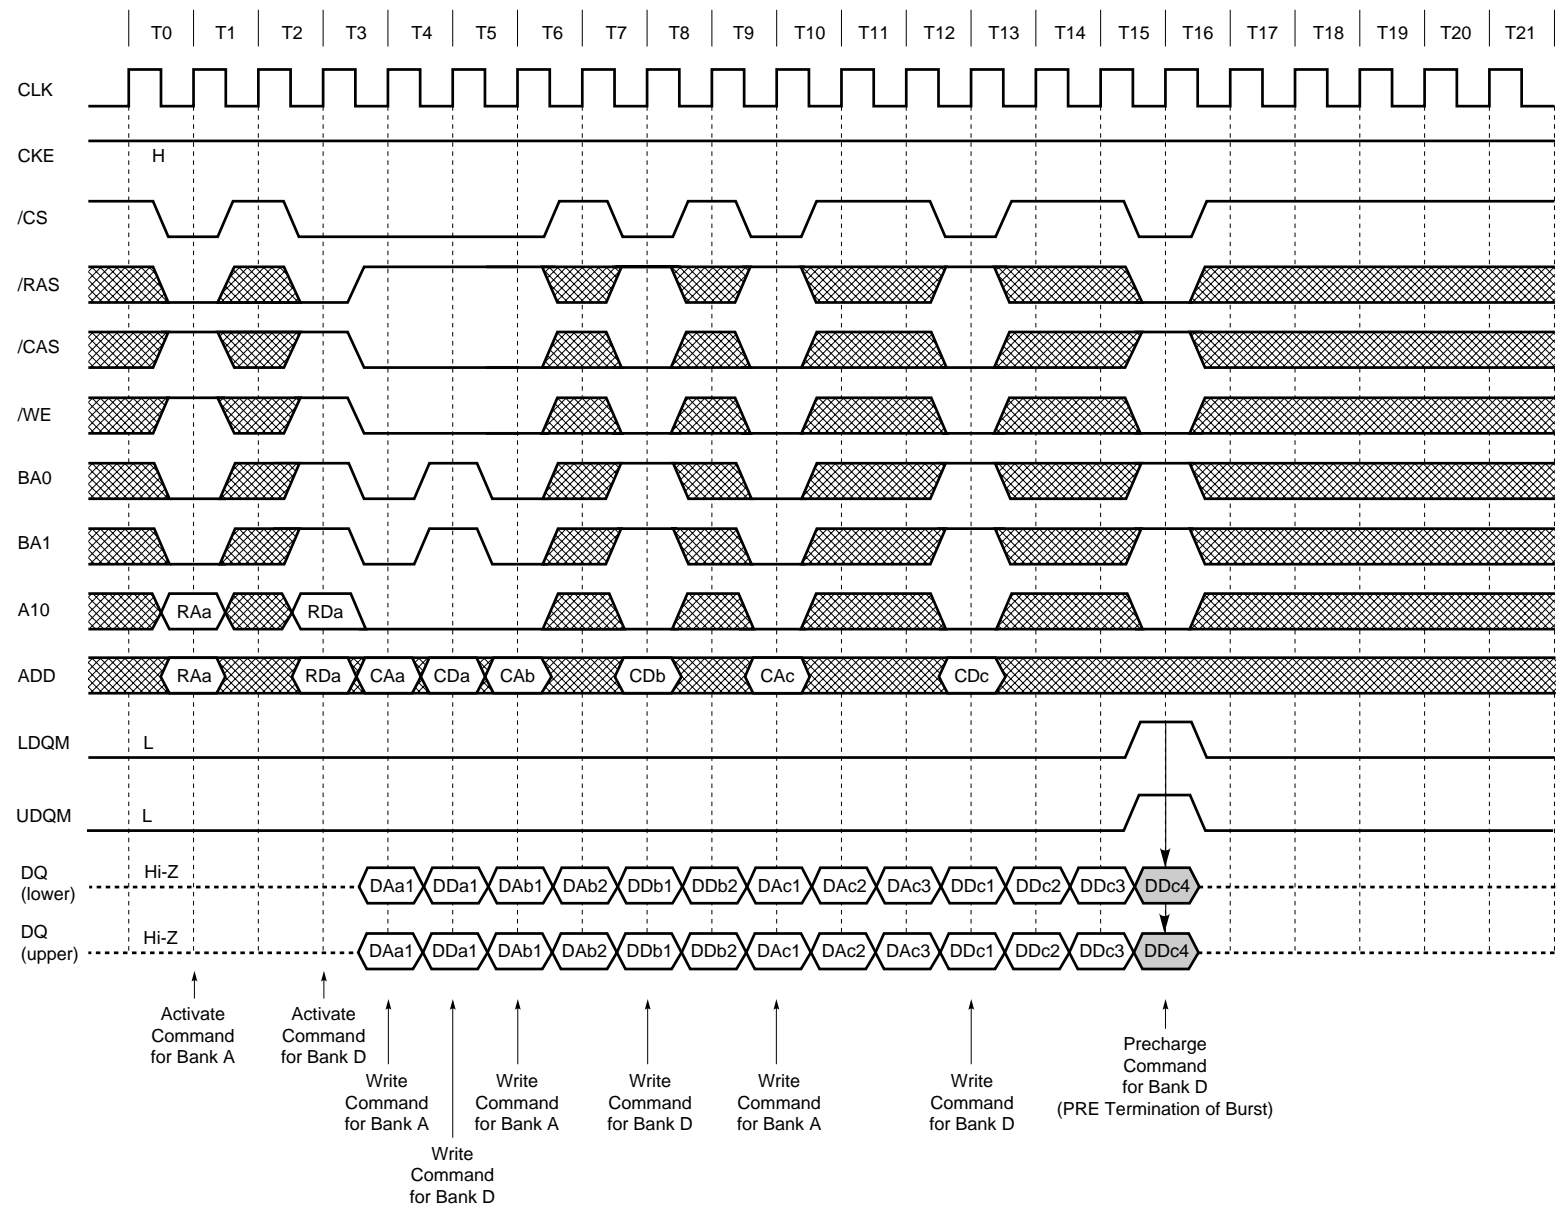 T0 T1 T2 T3 T4 T5 T6 T7 T8 T9 T10 T11 T12 T13 T14 T15 T16 T17 T18 T19 T20 T21
CLK
CKE H
/CS
/RAS
/CAS
/WE
BA0
BA1
A10 RAa RDa
ADD RAa RDa CAa CDa CAb CDb CAc CDc
LDQM L
UDQM L
DQ
(lower)
Hi-Z
DAa1 DDa1 DAb1 DAb2 DDb1 DDb2 DAc1 DAc2 DAc3 DDc1 DDc2 DDc3 DDc4
DQ
(upper)
Hi-Z
DAa1 DDa1 DAb1 DAb2 DDb1 DDb2 DAc1 DAc2 DAc3 DDc1 DDc2 DDc3 DDc4
Activate
Command
for Bank A
Activate
Command
for Bank D
Write
Command
for Bank A
Write
Command
for Bank D
Write
Command
for Bank A
Write
Command
for Bank D
Write
Command
for Bank A
Write
Command
for Bank D
Precharge
Command
for Bank D
(PRE Termination of Burst)